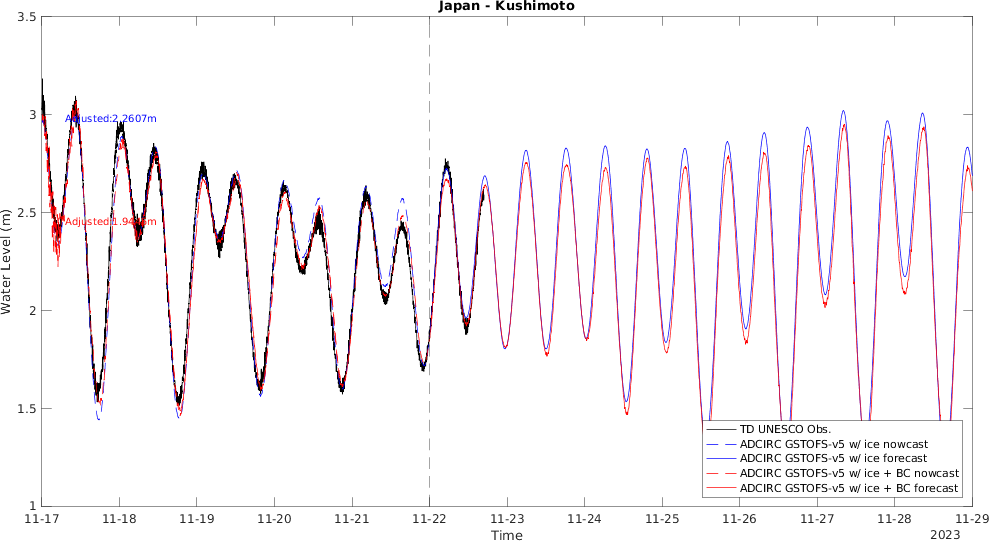 Japan - Kushimoto
3.5
3
2.5
2
1.5
1
Water Level (m)
Adjusted:2.2607m
TD UNESCO Obs.
ADCIRC GSTOFS-v5 w/ ice nowcast
ADCIRC GSTOFS-v5 w/ ice forecast
ADCIRC GSTOFS-v5 w/ ice + BC nowcast
ADCIRC GSTOFS-v5 w/ ice + BC forecast
11-17
11-18
11-19
11-20
11-21
11-22
11-23
11-24
11-25
11-26
11-27
11-28
11-29
Time
2023